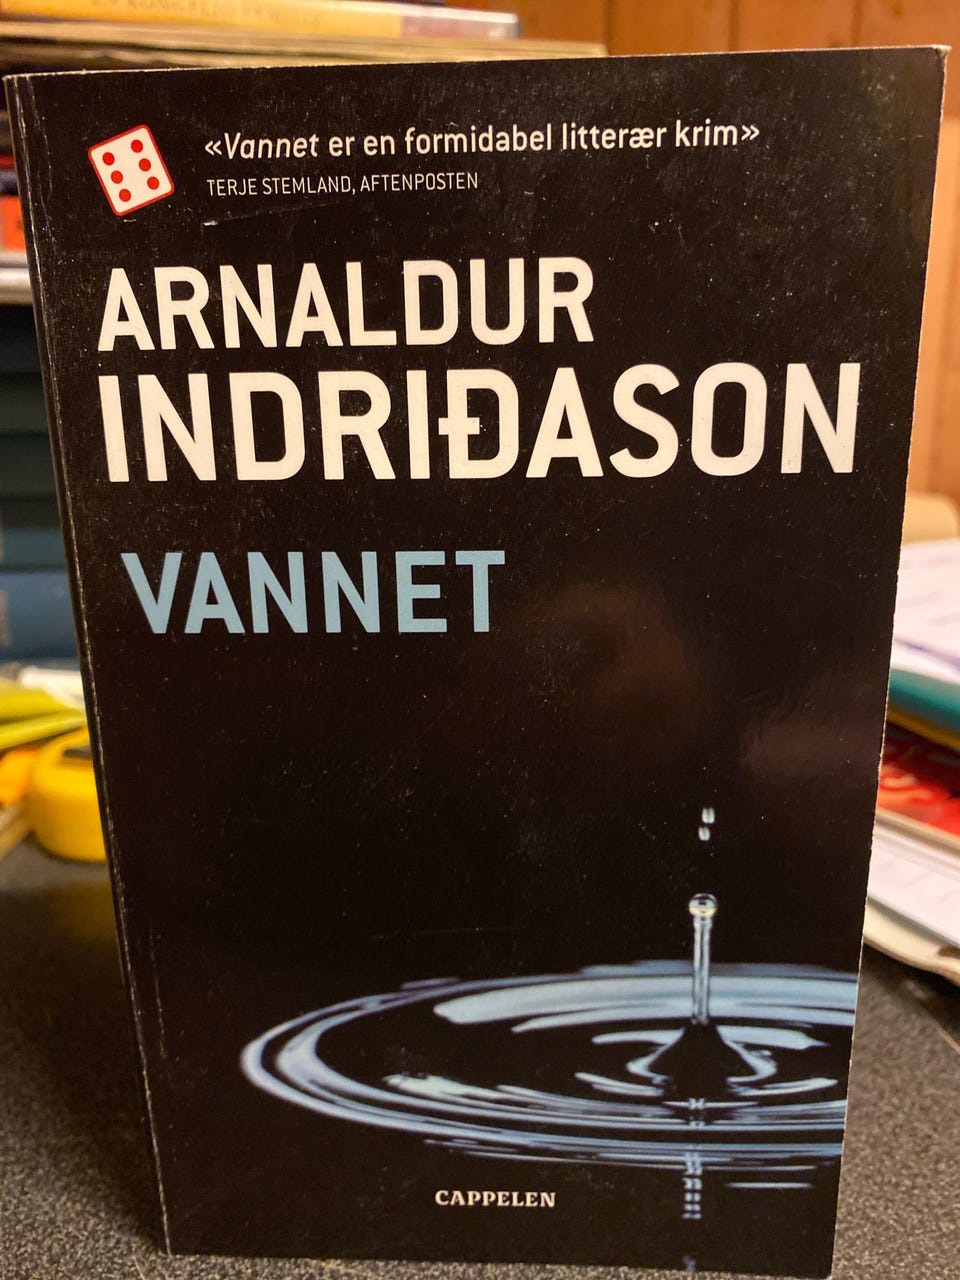 «Vannet er en formidabel litterær krim»
TERJE STEMLAND, AFTENPOSTEN
ARNALDUR
INDRIÐASON
VANNET
CAPPELEN